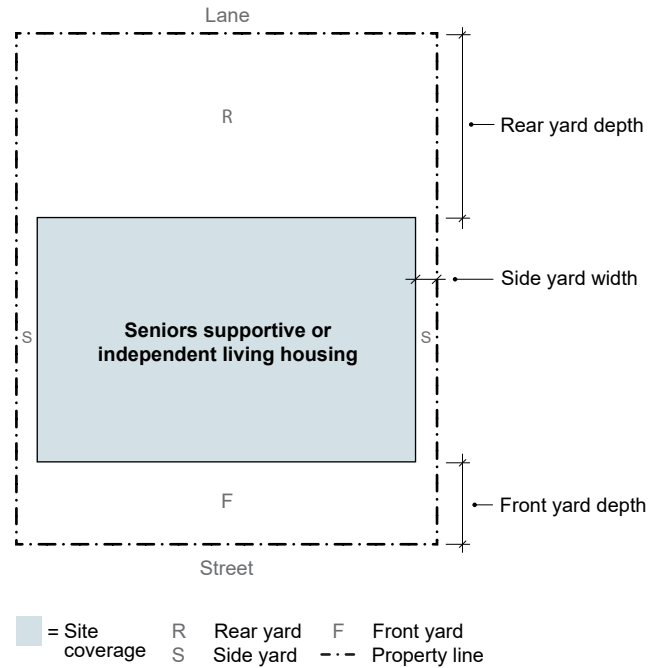 Lane
R
Rear yard depth
Side yard width
S
Seniors supportive or
independent living housing
S
F
Front yard depth
Street
= Site
coverage
R Rear yard
S Side yard
F Front yard
Property line